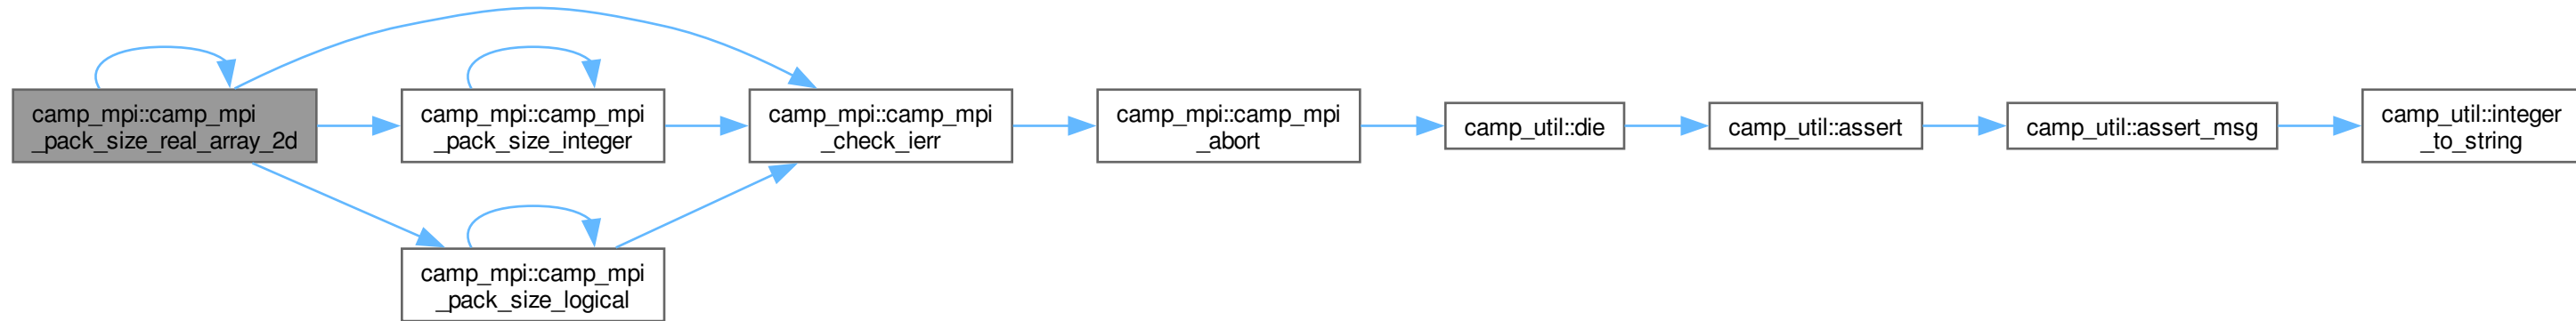 camp_mpi::camp_mpi
_pack_size_real_array_2d
camp_mpi::camp_mpi
_pack_size_integer
camp_mpi::camp_mpi
_check_ierr
camp_mpi::camp_mpi
_abort
camp_util::die
camp_util::assert
camp_util::assert_msg
camp_util::integer
_to_string
camp_mpi::camp_mpi
_pack_size_logical